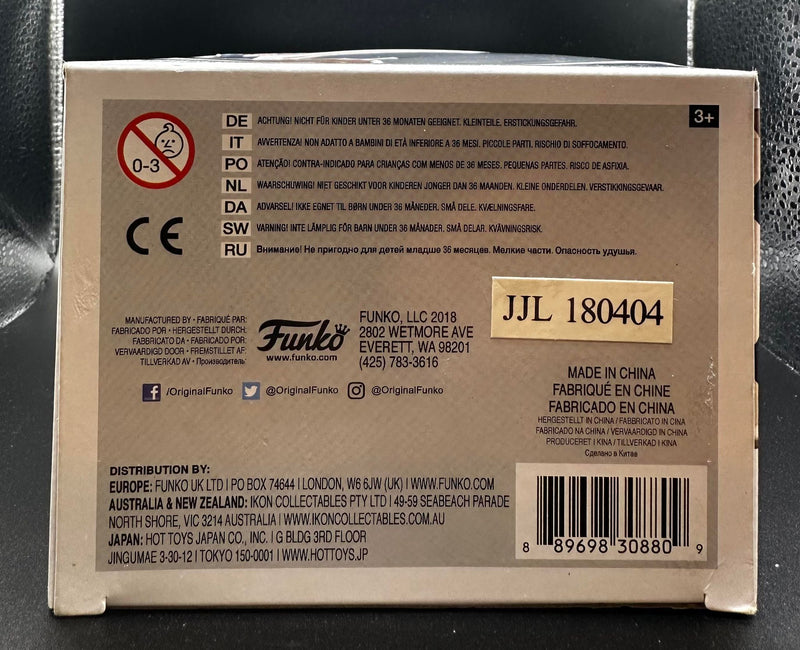 3+
0-3
DE ACHTUNG! NICHT FÜR KINDER UNTER 36 MONATEN GEEIGNET. KLEINTEILE. ERSTICKUNGSGEFAHR.
IT AVVERTENZA! NON ADATTO A BAMBINI DI ETÀ INFERIORE A 36 MESI. PICCOLE PARTI. RISCHIO DI SOFFOCAMENTO.
PO ATENÇÃO! CONTRA-INDICADO PARA CRIANÇAS COM MENOS DE 36 MESES. PEQUENAS PARTES. RISCO DE ASFIXIA.
NL WAARSCHUWING! NIET GESCHIKT VOOR KINDEREN JONGER DAN 36 MAANDEN. KLEINE ONDERDELEN. VERSTIKKINGSGEVAAR.
DA ADVARSEL! IKKE EGNET TIL BØRN UNDER 36 MÅNEDER. SMÅ DELE. KVÆLNINGSFARE.
SW VARNING! INTE LÄMPLIG FÖR BARN UNDER 36 MÅNADER. SMÅ DELAR. KVÄVNINGSRISK.
RU Внимание! Не пригодно для детей младше 36 месяцев. Мелкие части. Опасность удушья.
CE
JJL 180404
MANUFACTURED BY • FABRIQUÉ PAR:
FABRICADO POR • HERGESTELLT DURCH:
FABBRICATO DA • FABRICADO POR:
VERVAARDIGD DOOR • FREMSTILLET AF:
TILLVERKAD AV • Производитель:
Funko
www.funko.com
FUNKO, LLC 2018
2802 WETMORE AVE
EVERETT, WA 98201
(425) 783-3616
/OriginalFunko @OriginalFunko @OriginalFunko
MADE IN CHINA
FABRIQUÉ EN CHINE
FABRICADO EN CHINA
HERGESTELLT IN CHINA / FABBRICATO IN CINA
FABRICADO NA CHINA / VERVAARDIGD IN CHINA
PRODUCERET I KINA / TILLVERKAD I KINA
Сделано в Китае
DISTRIBUTION BY:
EUROPE: FUNKO UK LTD | PO BOX 74644 | LONDON, W6 6JW (UK) | WWW.FUNKO.COM
AUSTRALIA & NEW ZEALAND: IKON COLLECTABLES PTY LTD | 49-59 SEABEACH PARADE
NORTH SHORE, VIC 3214 AUSTRALIA | WWW.IKONCOLLECTABLES.COM.AU
JAPAN: HOT TOYS JAPAN CO., INC. | G BLDG 3RD FLOOR
JINGUMAE 3-30-12 | TOKYO 150-0001 | WWW.HOTTOYS.JP
8 89698 30880 9